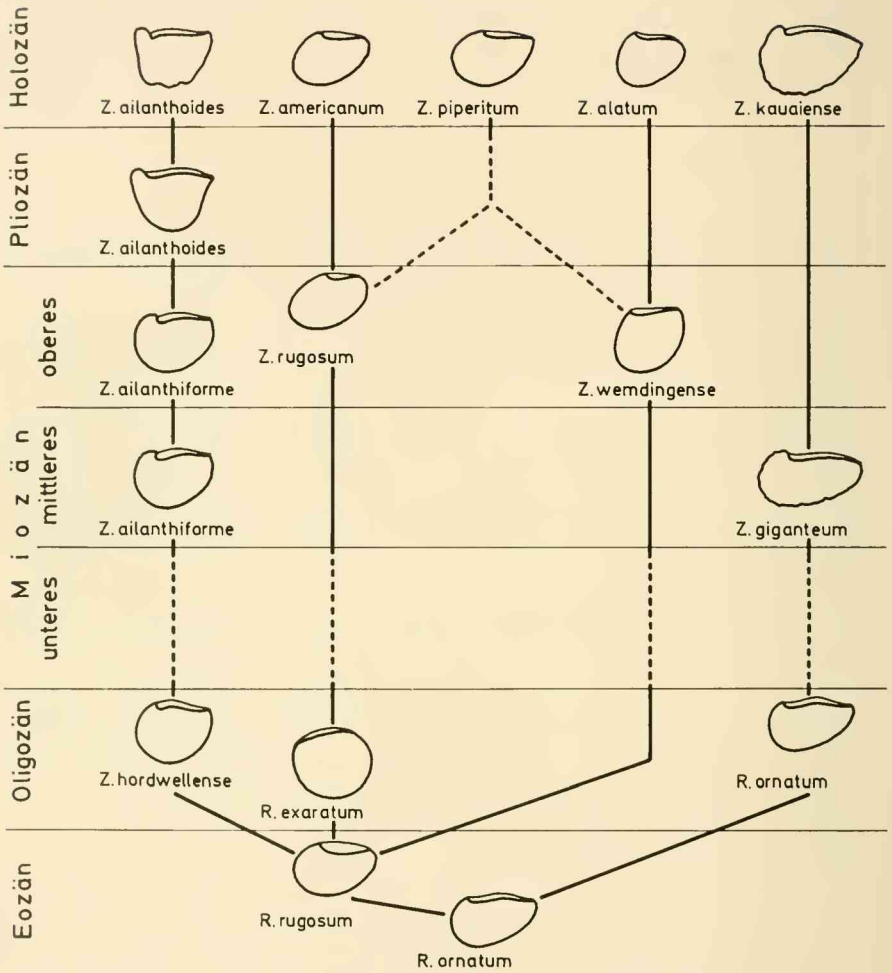 Holozän
Z. ailanthoides
Z. americanum
Z. piperitum
Z. alatum
Z. kauaiense
Pliozän
Z. ailanthoides
Miozän
oberes
Z. rugosum
Z. ailanthiforme
Z. wemdingense
mittleres
Z. ailanthiforme
Z. giganteum
unteres
Oligozän
Z. hordwellense
R. exaratum
R. ornatum
Eozän
R. rugosum
R. ornatum